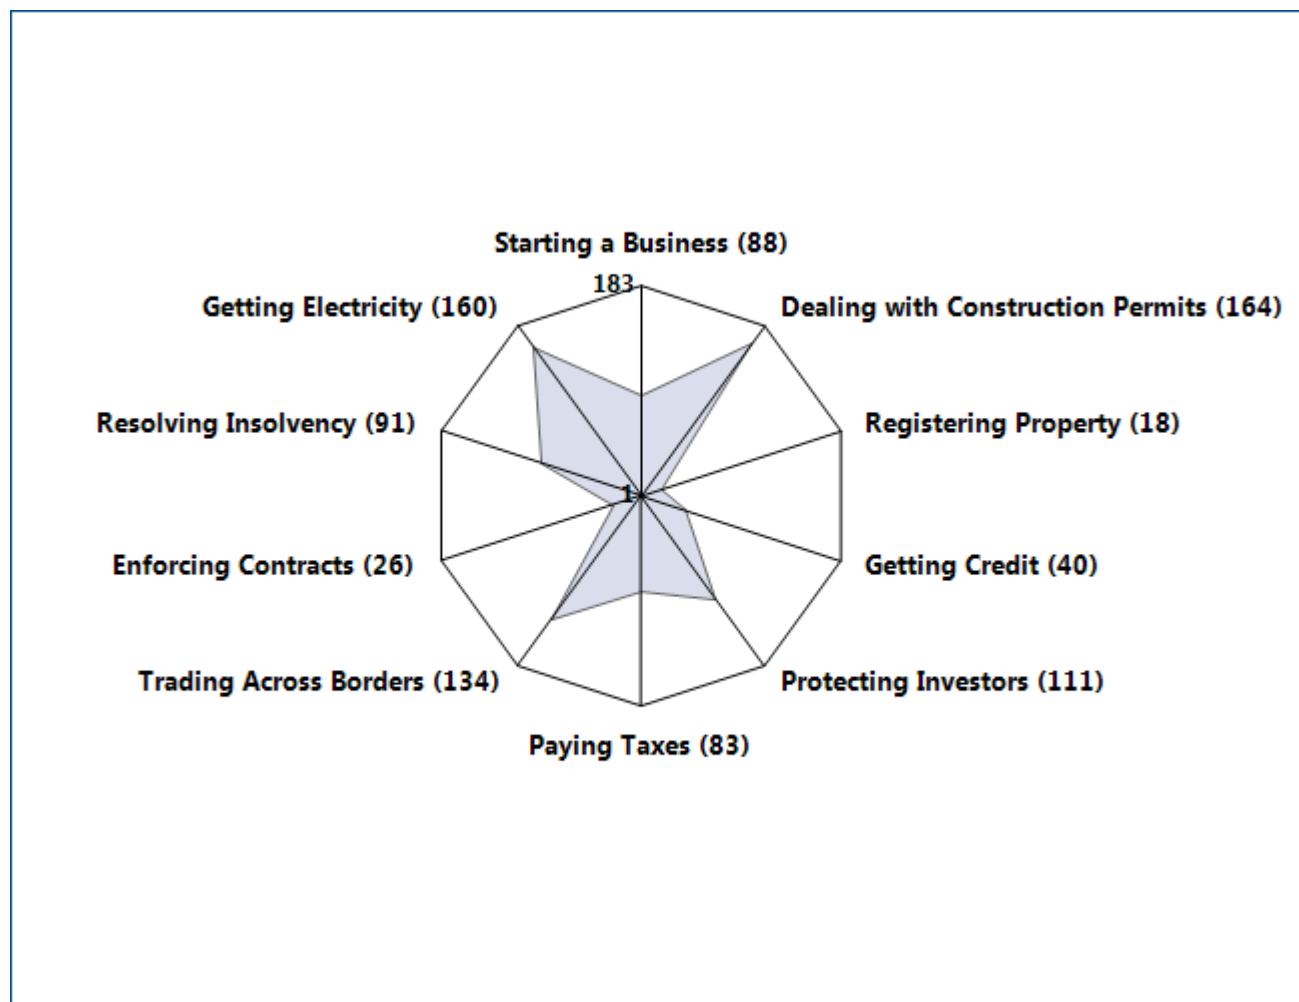 Starting a Business (88)
183
Getting Electricity (160)
Dealing with Construction Permits (164)
Resolving Insolvency (91)
Registering Property (18)
1
Enforcing Contracts (26)
Getting Credit (40)
Trading Across Borders (134)
Protecting Investors (111)
Paying Taxes (83)